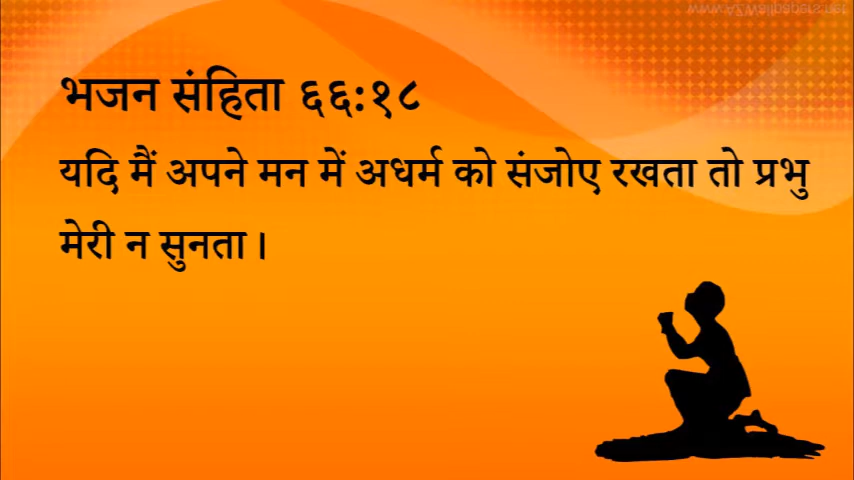 भजन संहिता ६६:१८
यदि मैं अपने मन में अधर्म को संजोए रखता तो प्रभु
मेरी न सुनता।